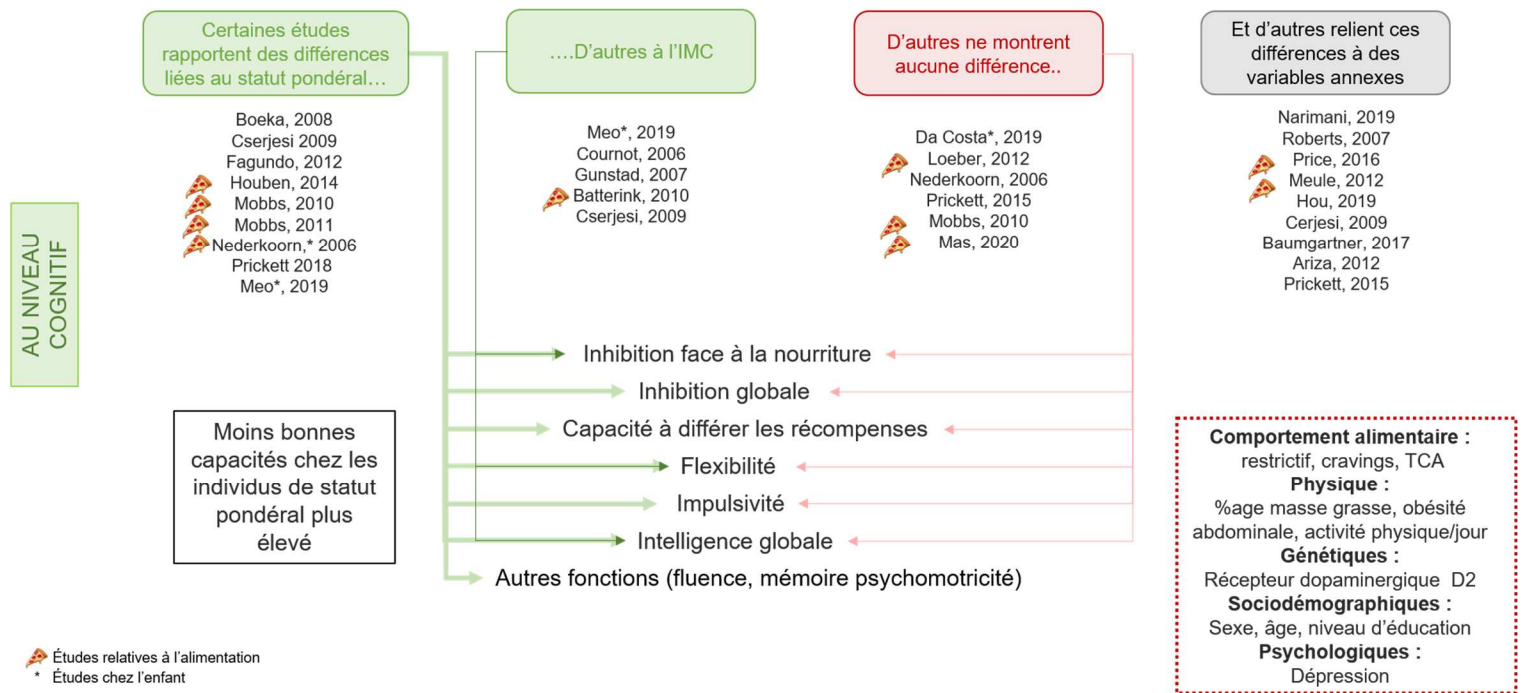 Certaines études
rapportent des différences
liées au statut pondéral…
….D'autres à l'IMC
D'autres ne montrent
aucune différence..
Et d'autres relient ces
différences à des
variables annexes
Boeka, 2008
Cserjesi 2009
Fagundo, 2012
Houben, 2014
Mobbs, 2010
Mobbs, 2011
Nederkoorn,* 2006
Prickett 2018
Meo*, 2019
Meo*, 2019
Cournot, 2006
Gunstad, 2007
Batterink, 2010
Cserjesi, 2009
Da Costa*, 2019
Loeber, 2012
Nederkoorn, 2006
Prickett, 2015
Mobbs, 2010
Mas, 2020
Narimani, 2019
Roberts, 2007
Price, 2016
Meule, 2012
Hou, 2019
Cerjesi, 2009
Baumgartner, 2017
Ariza, 2012
Prickett, 2015
AU NIVEAU
COGNITIF
Inhibition face à la nourriture
Inhibition globale
Capacité à différer les récompenses
Flexibilité
Impulsivité
Intelligence globale
Autres fonctions (fluence, mémoire psychomotricité)
Moins bonnes
capacités chez les
individus de statut
pondéral plus
élevé
Comportement alimentaire :
restrictif, cravings, TCA
Physique :
%age masse grasse, obésité
abdominale, activité physique/jour
Génétiques :
Récepteur dopaminergique D2
Sociodémographiques :
Sexe, âge, niveau d'éducation
Psychologiques :
Dépression
Études relatives à l'alimentation
* Études chez l'enfant